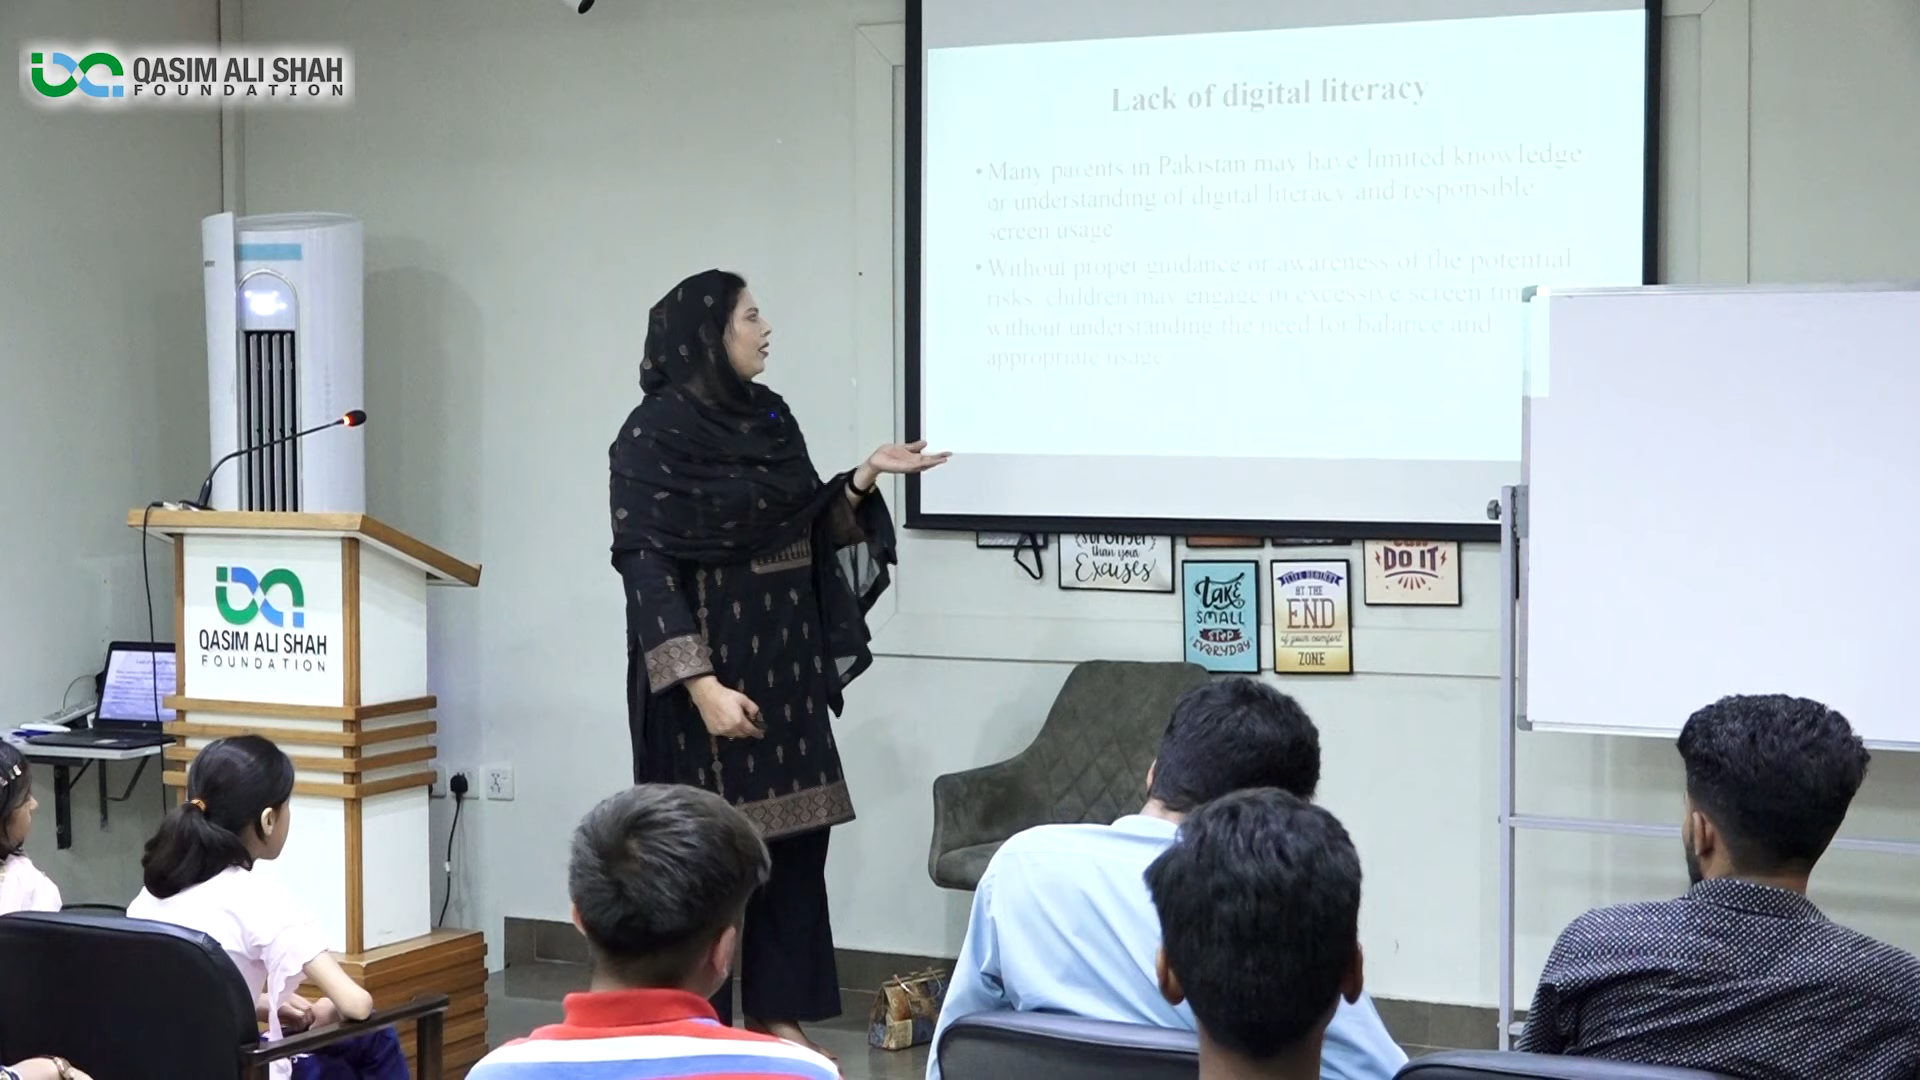 QASIM ALI SHAH
FOUNDATION
Lack of digital literacy
• Many parents in Pakistan may have limited knowledge
or understanding of digital literacy and responsible
screen usage
• Without proper guidance or awareness of the potential
risks, children may engage in excessive screen
without understanding the need for balance and
appropriate usage
than your
Excuses
DO IT
Take
SMALL
STEP
EVERYDAY
AT THE
END
of your comfort
ZONE
QASIM ALI SHAH
FOUNDATION